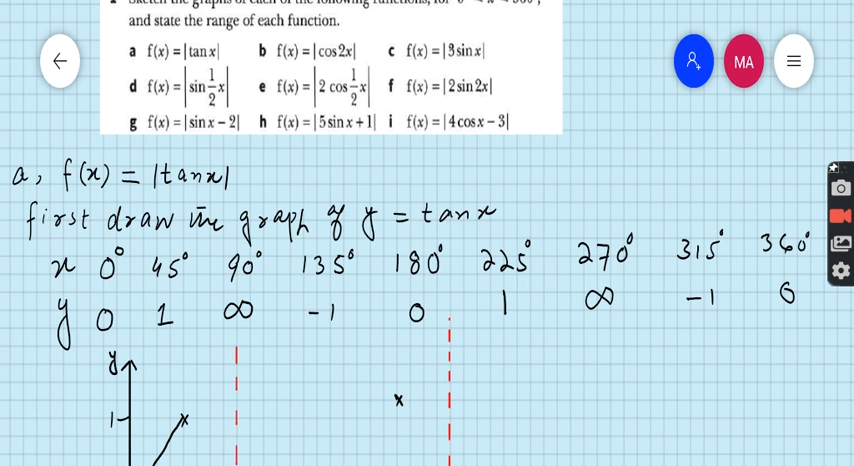 and state the range of each function.
a f(x) = |tan x| b f(x) = |cos 2x| c f(x) = |3 sin x|
d f(x) = |sin 1/2 x| e f(x) = |2 cos 1/2 x| f f(x) = |2 sin 2x|
g f(x) = |sin x − 2| h f(x) = |5 sin x + 1| i f(x) = |4 cos x − 3|
MA
a, f(x) = |tanx|
first draw the graph of y = tanx
x 0° 45° 90° 135° 180° 225° 270° 315° 360°
y 0 1 ∞ -1 0 1 ∞ -1 0
y
1